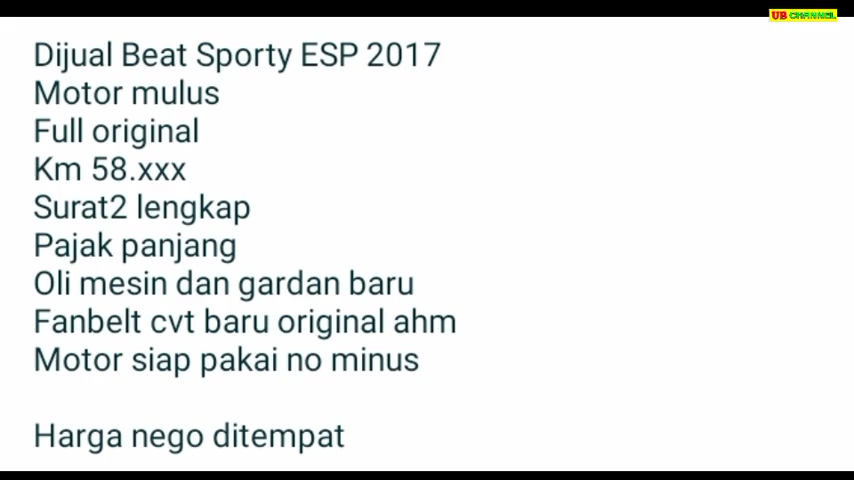 UB CHANNEL
Dijual Beat Sporty ESP 2017
Motor mulus
Full original
Km 58.xxx
Surat2 lengkap
Pajak panjang
Oli mesin dan gardan baru
Fanbelt cvt baru original ahm
Motor siap pakai no minus
Harga nego ditempat